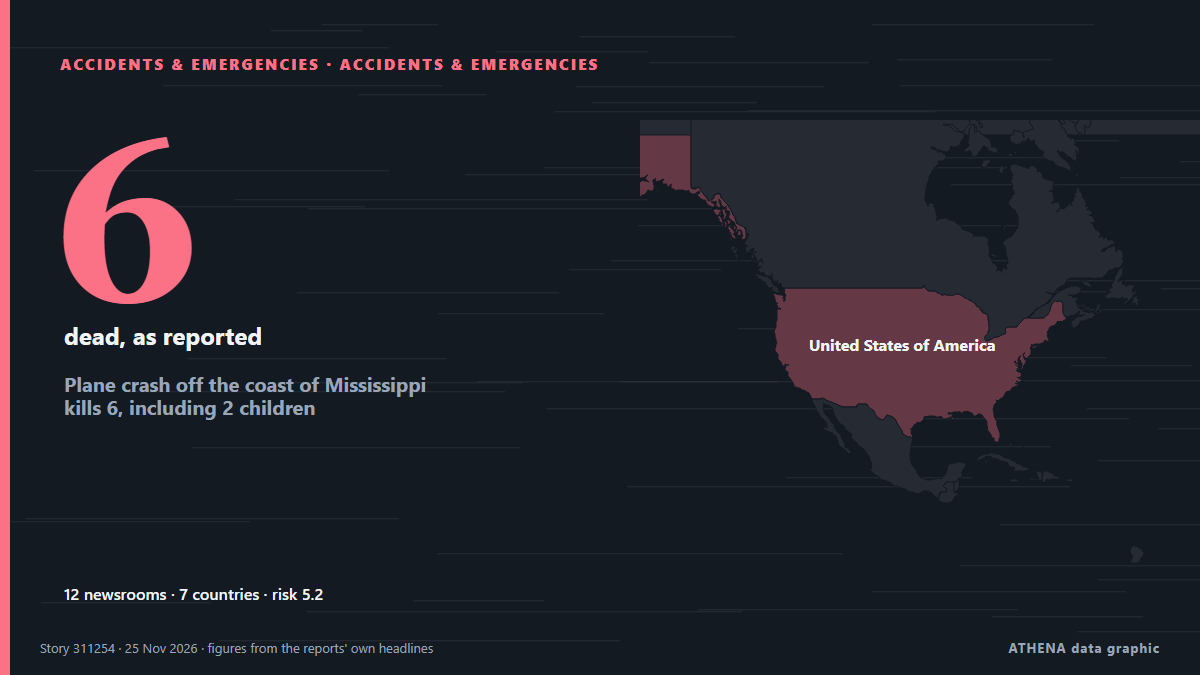 ACCIDENTS & EMERGENCIES · ACCIDENTS & EMERGENCIES
6
dead, as reported
Plane crash off the coast of Mississippi
kills 6, including 2 children
United States of America
12 newsrooms · 7 countries · risk 5.2
Story 311254 · 25 Nov 2026 · figures from the reports' own headlines
ATHENA data graphic